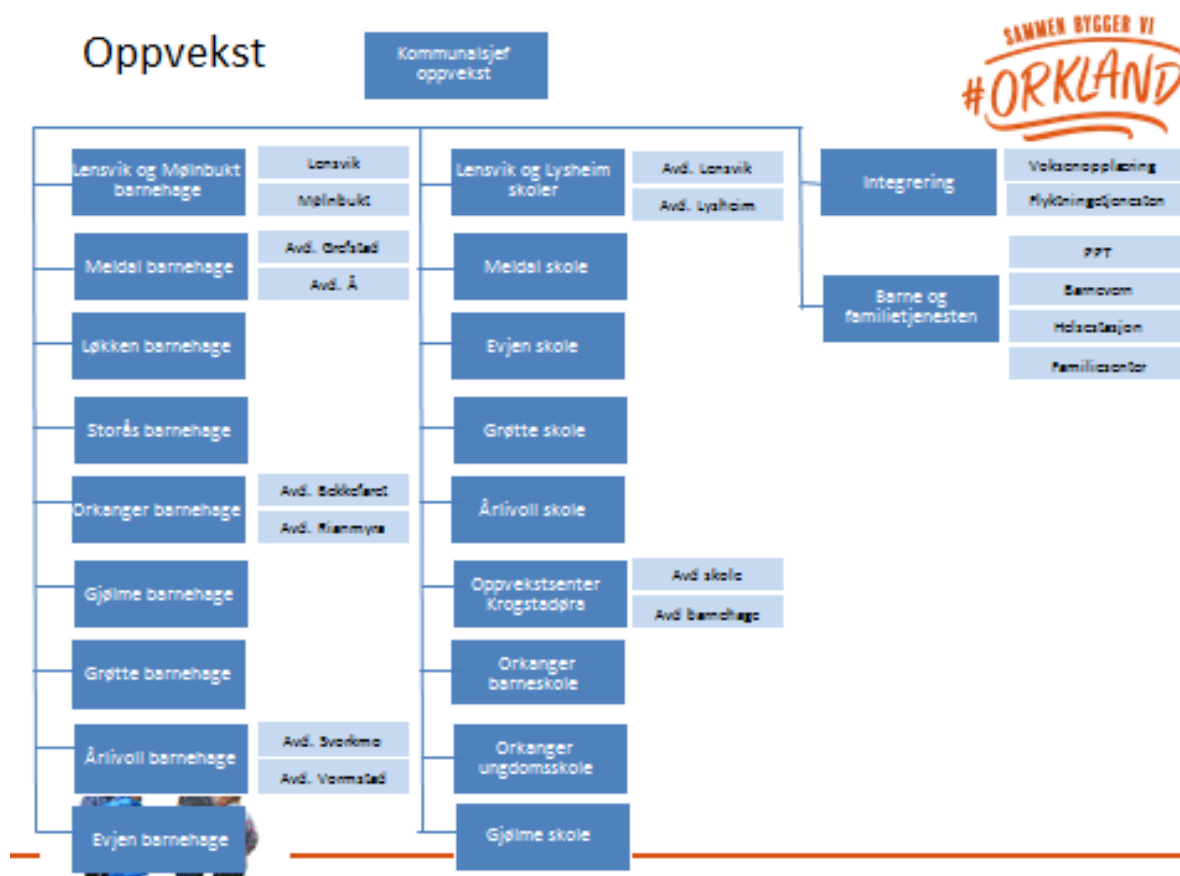 Oppvekst
Kommunalsjef
oppvekst
SAMMEN BYGGER VI
#ORKLAND
Lensvik og Mølnbukt
barnehage
Lensvik
Mølnbukt
Meldal barnehage
Avd. Grefstad
Avd. Å
Løkken barnehage
Storås barnehage
Orkanger barnehage
Avd. Bekkefaret
Avd. Rianmyra
Gjølme barnehage
Grøtte barnehage
Årlivoll barnehage
Avd. Svorkmo
Avd. Vormstad
Evjen barnehage
Lensvik og Lysheim
skoler
Avd. Lensvik
Avd. Lysheim
Meldal skole
Evjen skole
Grøtte skole
Årlivoll skole
Oppvekstsenter
Krogstadøra
Avd skole
Avd barnehage
Orkanger
barneskole
Orkanger
ungdomsskole
Gjølme skole
Integrering
Voksenopplæring
Flyktningetjenesten
Barne og
familietjenesten
PPT
Barnevern
Helsestasjon
Familiesenter